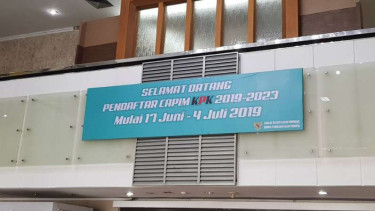 SELAMAT DATANG
PENDAFTAR CAPIM KPK 2019-2023
Mulai 17 Juni - 4 Juli 2019